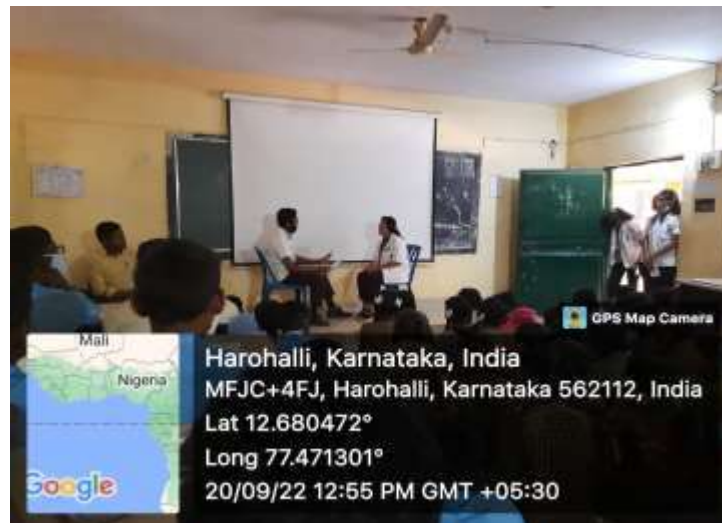 GPS Map Camera
Mali
Nigeria
Google
Harohalli, Karnataka, India
MFJC+4FJ, Harohalli, Karnataka 562112, India
Lat 12.680472°
Long 77.471301°
20/09/22 12:55 PM GMT +05:30